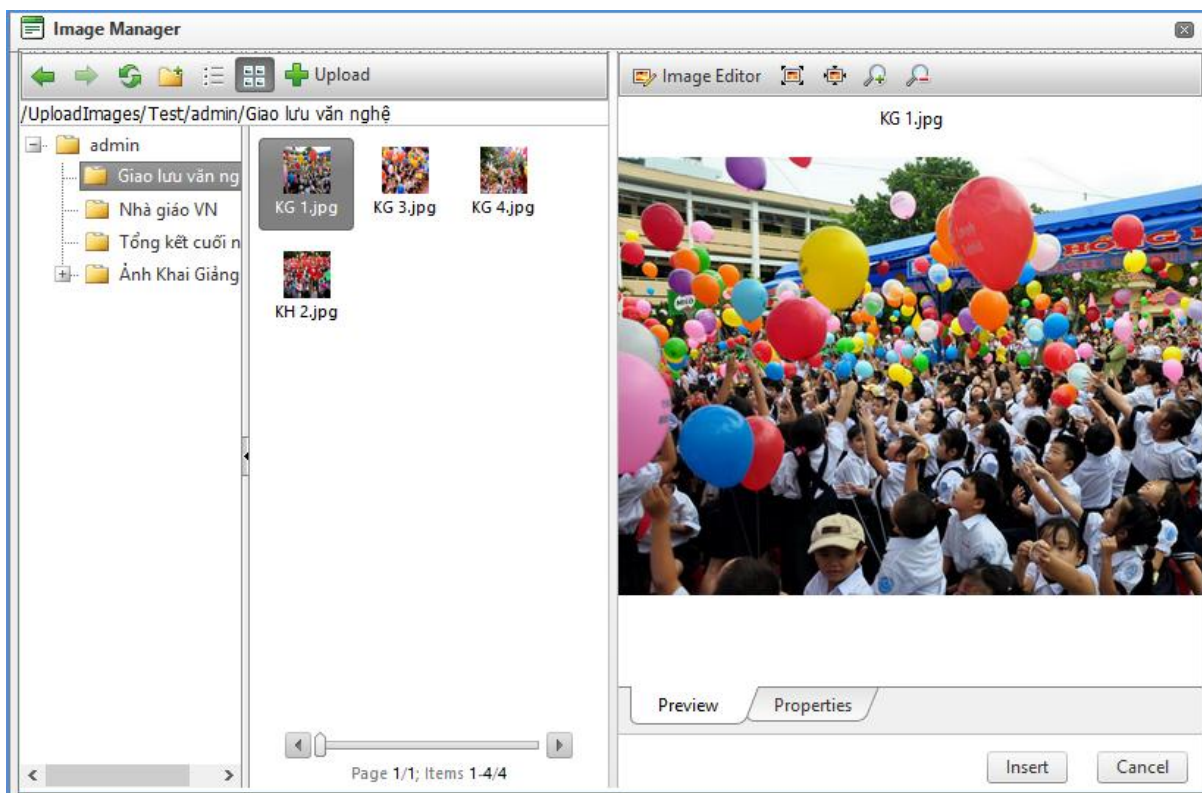 Image Manager
Upload
/UploadImages/Test/admin/Giao lưu văn nghệ
admin
Giao lưu văn ng
Nhà giáo VN
Tổng kết cuối n
Ảnh Khai Giảng
KG 1.jpg
KG 3.jpg
KG 4.jpg
KH 2.jpg
Page 1/1; Items 1-4/4
Image Editor
KG 1.jpg
MILO
Preview
Properties
Insert
Cancel